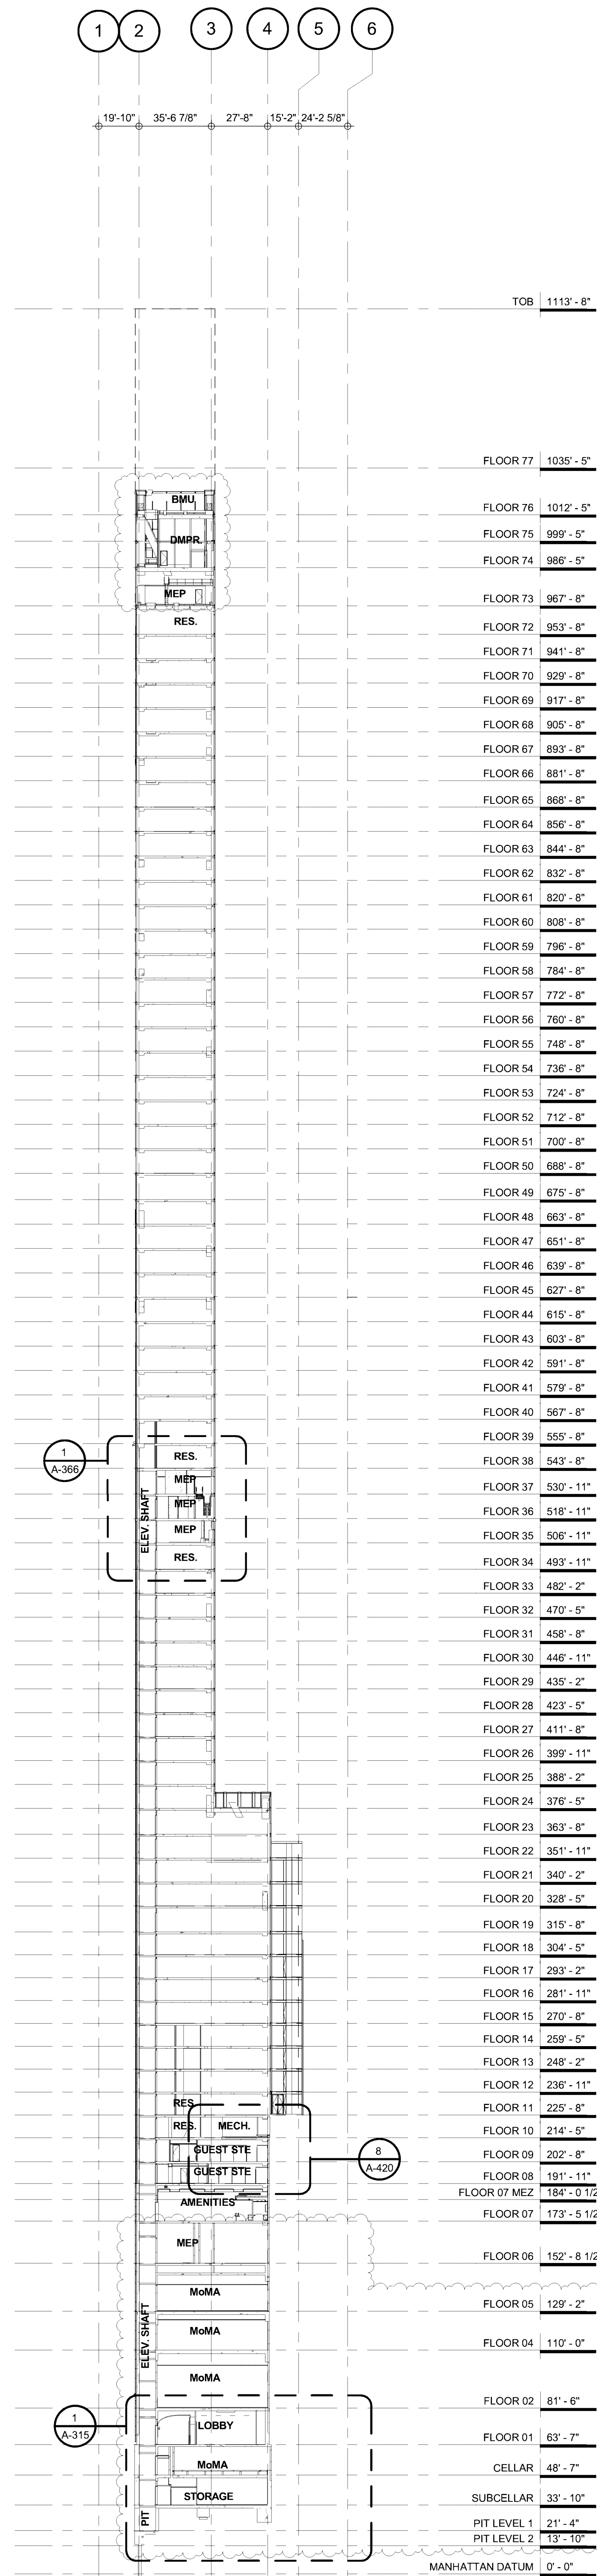 1 2 3 4 5 6
19'-10" 35'-6 7/8" 27'-8" 15'-2" 24'-2 5/8"
TOB 1113' - 8"
FLOOR 77 1035' - 5"
BMU
FLOOR 76 1012' - 5"
FLOOR 75 999' - 5"
DMPR.
FLOOR 74 986' - 5"
MEP
FLOOR 73 967' - 8"
RES.
FLOOR 72 953' - 8"
FLOOR 71 941' - 8"
FLOOR 70 929' - 8"
FLOOR 69 917' - 8"
FLOOR 68 905' - 8"
FLOOR 67 893' - 8"
FLOOR 66 881' - 8"
FLOOR 65 868' - 8"
FLOOR 64 856' - 8"
FLOOR 63 844' - 8"
FLOOR 62 832' - 8"
FLOOR 61 820' - 8"
FLOOR 60 808' - 8"
FLOOR 59 796' - 8"
FLOOR 58 784' - 8"
FLOOR 57 772' - 8"
FLOOR 56 760' - 8"
FLOOR 55 748' - 8"
FLOOR 54 736' - 8"
FLOOR 53 724' - 8"
FLOOR 52 712' - 8"
FLOOR 51 700' - 8"
FLOOR 50 688' - 8"
FLOOR 49 675' - 8"
FLOOR 48 663' - 8"
FLOOR 47 651' - 8"
FLOOR 46 639' - 8"
FLOOR 45 627' - 8"
FLOOR 44 615' - 8"
FLOOR 43 603' - 8"
FLOOR 42 591' - 8"
FLOOR 41 579' - 8"
FLOOR 40 567' - 8"
FLOOR 39 555' - 8"
1
A-366
RES.
FLOOR 38 543' - 8"
MEP
FLOOR 37 530' - 11"
MEP
FLOOR 36 518' - 11"
ELEV. SHAFT
MEP
FLOOR 35 506' - 11"
RES.
FLOOR 34 493' - 11"
FLOOR 33 482' - 2"
FLOOR 32 470' - 5"
FLOOR 31 458' - 8"
FLOOR 30 446' - 11"
FLOOR 29 435' - 2"
FLOOR 28 423' - 5"
FLOOR 27 411' - 8"
FLOOR 26 399' - 11"
FLOOR 25 388' - 2"
FLOOR 24 376' - 5"
FLOOR 23 363' - 8"
FLOOR 22 351' - 11"
FLOOR 21 340' - 2"
FLOOR 20 328' - 5"
FLOOR 19 315' - 8"
FLOOR 18 304' - 5"
FLOOR 17 293' - 2"
FLOOR 16 281' - 11"
FLOOR 15 270' - 8"
FLOOR 14 259' - 5"
FLOOR 13 248' - 2"
FLOOR 12 236' - 11"
RES.
FLOOR 11 225' - 8"
RES. MECH.
FLOOR 10 214' - 5"
GUEST STE
8
A-420
FLOOR 09 202' - 8"
GUEST STE
FLOOR 08 191' - 11"
FLOOR 07 MEZ 184' - 0 1/2
AMENITIES
FLOOR 07 173' - 5 1/2
MEP
FLOOR 06 152' - 8 1/2
MoMA
FLOOR 05 129' - 2"
ELEV. SHAFT
MoMA
FLOOR 04 110' - 0"
MoMA
FLOOR 02 81' - 6"
1
A-315
LOBBY
FLOOR 01 63' - 7"
MoMA
CELLAR 48' - 7"
STORAGE
SUBCELLAR 33' - 10"
PIT
PIT LEVEL 1 21' - 4"
PIT LEVEL 2 13' - 10"
MANHATTAN DATUM 0' - 0"